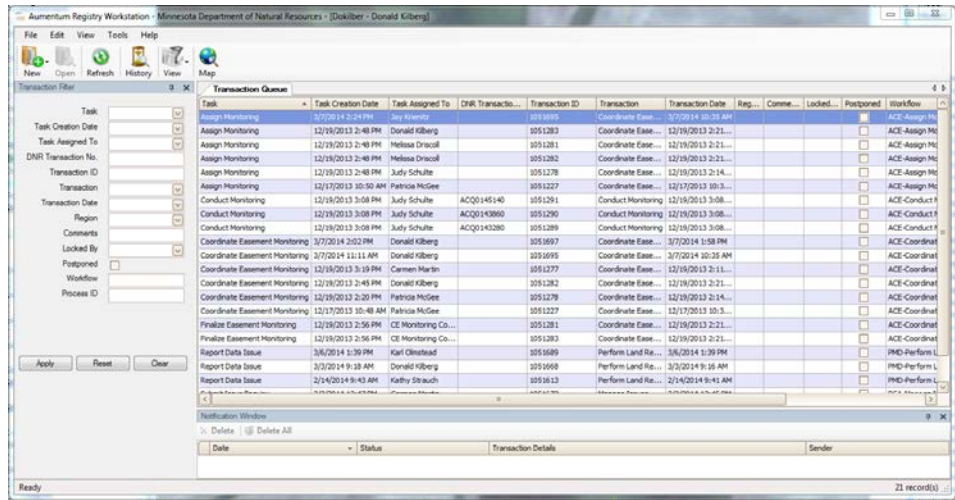 Aumentum Registry Workstation - Minnesota Department of Natural Resources - [Dokilber - Donald Kilberg]
File Edit View Tools Help
New Open Refresh History View Map
Transaction Filter
Transaction Queue
Task
Task Creation Date
Task Assigned To
DNR Transaction No.
Transaction ID
Transaction
Transaction Date
Region
Comments
Locked By
Postponed
Workflow
Process ID
Apply Reset Clear
Task Task Creation Date Task Assigned To DNR Transactio... Transaction ID Transaction Transaction Date Reg... Comme... Locked... Postponed Workflow
Assign Monitoring 3/7/2014 2:24 PM Jay Krienitz 1051695 Coordinate Ease... 3/7/2014 10:35 AM ACE-Assign Mo
Assign Monitoring 12/19/2013 2:48 PM Donald Kilberg 1051283 Coordinate Ease... 12/19/2013 2:21... ACE-Assign Mo
Assign Monitoring 12/19/2013 2:48 PM Melissa Driscoll 1051281 Coordinate Ease... 12/19/2013 2:21... ACE-Assign Mo
Assign Monitoring 12/19/2013 2:48 PM Melissa Driscoll 1051282 Coordinate Ease... 12/19/2013 2:21... ACE-Assign Mo
Assign Monitoring 12/19/2013 2:48 PM Judy Schulte 1051278 Coordinate Ease... 12/19/2013 2:14... ACE-Assign Mo
Assign Monitoring 12/17/2013 10:50 AM Patricia McGee 1051227 Coordinate Ease... 12/17/2013 10:3... ACE-Assign Mo
Conduct Monitoring 12/19/2013 3:08 PM Judy Schulte ACQ0145140 1051291 Conduct Monitoring 12/19/2013 3:08... ACE-Conduct M
Conduct Monitoring 12/19/2013 3:08 PM Judy Schulte ACQ0143860 1051290 Conduct Monitoring 12/19/2013 3:08... ACE-Conduct M
Conduct Monitoring 12/19/2013 3:08 PM Judy Schulte ACQ0143280 1051289 Conduct Monitoring 12/19/2013 3:08... ACE-Conduct M
Coordinate Easement Monitoring 3/7/2014 2:02 PM Donald Kilberg 1051697 Coordinate Ease... 3/7/2014 1:58 PM ACE-Coordinat
Coordinate Easement Monitoring 3/7/2014 11:11 AM Donald Kilberg 1051695 Coordinate Ease... 3/7/2014 10:35 AM ACE-Coordinat
Coordinate Easement Monitoring 12/19/2013 3:19 PM Carmen Martin 1051277 Coordinate Ease... 12/19/2013 2:11... ACE-Coordinat
Coordinate Easement Monitoring 12/19/2013 2:45 PM Donald Kilberg 1051282 Coordinate Ease... 12/19/2013 2:21... ACE-Coordinat
Coordinate Easement Monitoring 12/19/2013 2:20 PM Patricia McGee 1051278 Coordinate Ease... 12/19/2013 2:14... ACE-Coordinat
Coordinate Easement Monitoring 12/17/2013 10:48 AM Patricia McGee 1051227 Coordinate Ease... 12/17/2013 10:3... ACE-Coordinat
Finalize Easement Monitoring 12/19/2013 2:56 PM CE Monitoring Co... 1051281 Coordinate Ease... 12/19/2013 2:21... ACE-Coordinat
Finalize Easement Monitoring 12/19/2013 2:56 PM CE Monitoring Co... 1051283 Coordinate Ease... 12/19/2013 2:21... ACE-Coordinat
Report Data Issue 3/6/2014 1:39 PM Karl Olmstead 1051689 Perform Land Re... 3/6/2014 1:39 PM PMD-Perform L
Report Data Issue 3/3/2014 9:18 AM Donald Kilberg 1051668 Perform Land Re... 3/3/2014 9:16 AM PMD-Perform L
Report Data Issue 2/14/2014 9:43 AM Kathy Strauch 1051613 Perform Land Re... 2/14/2014 9:41 AM PMD-Perform L
Notification Window
Delete Delete All
Date Status Transaction Details Sender
Ready 21 record(s)